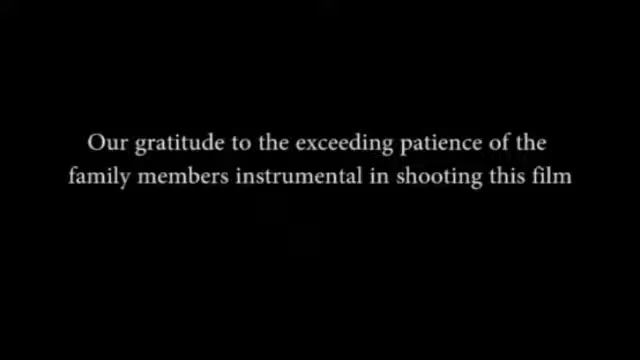 Our gratitude to the exceeding patience of the
family members instrumental in shooting this film